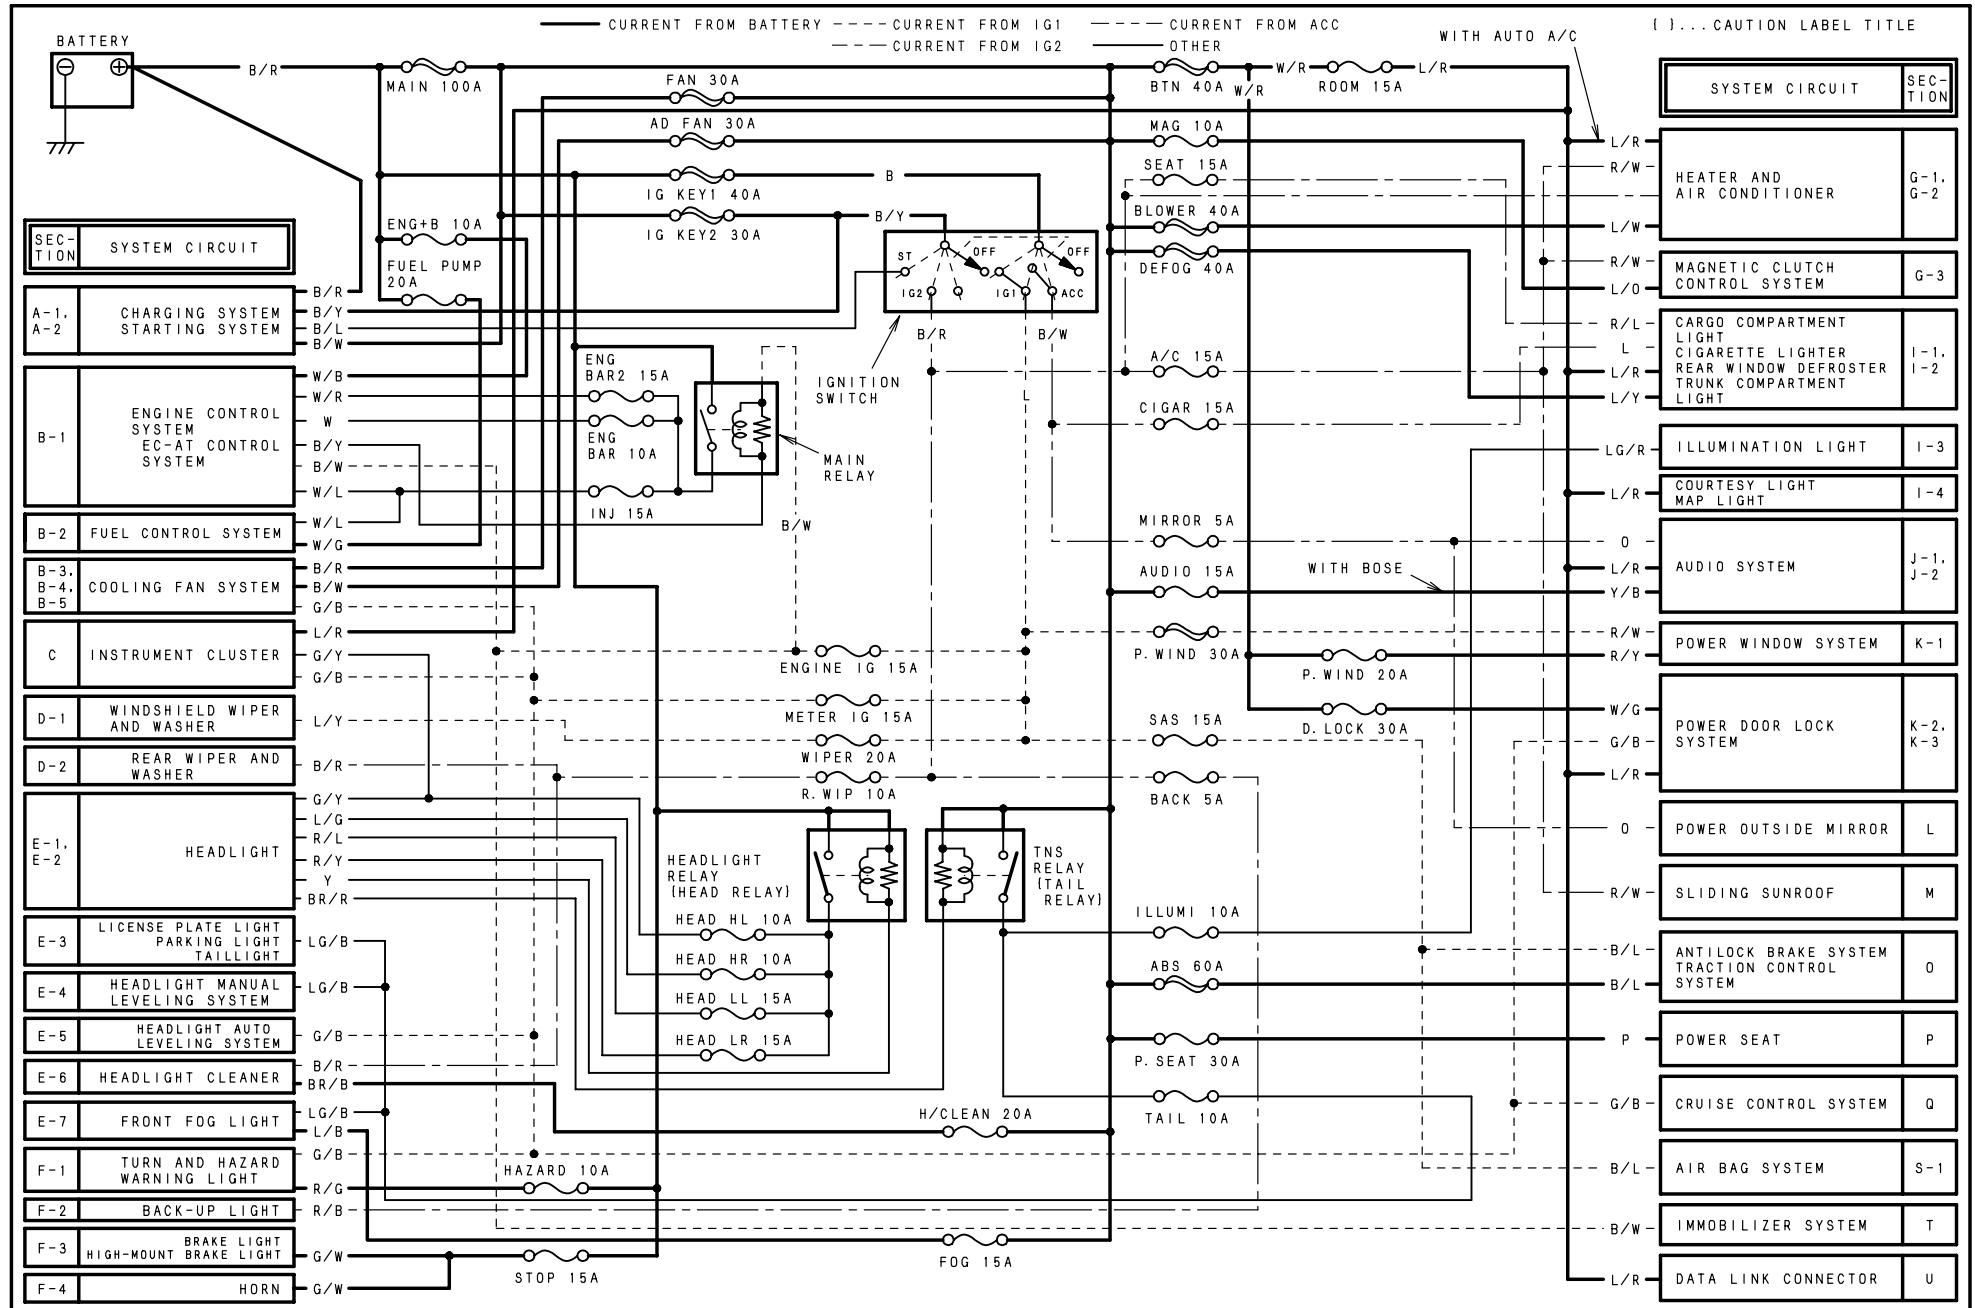 CURRENT FROM BATTERY
CURRENT FROM IG1
CURRENT FROM ACC
CURRENT FROM IG2
OTHER
{ }...CAUTION LABEL TITLE
WITH AUTO A/C
BATTERY
B/R
MAIN 100A
FAN 30A
AD FAN 30A
IG KEY1 40A
B
IG KEY2 30A
B/Y
BTN 40A
W/R
W/R
ROOM 15A
L/R
MAG 10A
SEAT 15A
BLOWER 40A
DEFOG 40A
ENG+B 10A
FUEL PUMP
20A
ST
OFF
OFF
IG2
IG1
ACC
B/R
L
B/W
IGNITION
SWITCH
SEC-
TION
SYSTEM CIRCUIT
A-1,
A-2
CHARGING SYSTEM
STARTING SYSTEM
B/R
B/Y
B/L
B/W
B-1
ENGINE CONTROL
SYSTEM
EC-AT CONTROL
SYSTEM
W/B
W/R
W
B/Y
B/W
W/L
B-2
FUEL CONTROL SYSTEM
W/L
W/G
B-3,
B-4,
B-5
COOLING FAN SYSTEM
B/R
B/W
G/B
C
INSTRUMENT CLUSTER
L/R
G/Y
G/B
D-1
WINDSHIELD WIPER
AND WASHER
L/Y
D-2
REAR WIPER AND
WASHER
B/R
E-1,
E-2
HEADLIGHT
G/Y
L/G
R/L
R/Y
Y
BR/R
E-3
LICENSE PLATE LIGHT
PARKING LIGHT
TAILLIGHT
LG/B
E-4
HEADLIGHT MANUAL
LEVELING SYSTEM
LG/B
E-5
HEADLIGHT AUTO
LEVELING SYSTEM
G/B
E-6
HEADLIGHT CLEANER
B/R
BR/B
E-7
FRONT FOG LIGHT
LG/B
L/B
F-1
TURN AND HAZARD
WARNING LIGHT
G/B
R/G
F-2
BACK-UP LIGHT
R/B
F-3
BRAKE LIGHT
HIGH-MOUNT BRAKE LIGHT
G/W
F-4
HORN
G/W
ENG
BAR2 15A
ENG
BAR 10A
INJ 15A
MAIN
RELAY
B/W
ENGINE IG 15A
METER IG 15A
WIPER 20A
R.WIP 10A
HEADLIGHT
RELAY
{HEAD RELAY}
TNS
RELAY
{TAIL
RELAY}
HEAD HL 10A
HEAD HR 10A
HEAD LL 15A
HEAD LR 15A
H/CLEAN 20A
HAZARD 10A
STOP 15A
FOG 15A
A/C 15A
CIGAR 15A
MIRROR 5A
AUDIO 15A
WITH BOSE
P.WIND 30A
P.WIND 20A
D.LOCK 30A
SAS 15A
BACK 5A
ILLUMI 10A
ABS 60A
P.SEAT 30A
TAIL 10A
SYSTEM CIRCUIT
SEC-
TION
L/R
R/W
L/W
HEATER AND
AIR CONDITIONER
G-1,
G-2
R/W
L/O
MAGNETIC CLUTCH
CONTROL SYSTEM
G-3
R/L
L
L/R
L/Y
CARGO COMPARTMENT
LIGHT
CIGARETTE LIGHTER
REAR WINDOW DEFROSTER
TRUNK COMPARTMENT
LIGHT
I-1,
I-2
LG/R
ILLUMINATION LIGHT
I-3
L/R
COURTESY LIGHT
MAP LIGHT
I-4
O
L/R
Y/B
AUDIO SYSTEM
J-1,
J-2
R/W
R/Y
POWER WINDOW SYSTEM
K-1
W/G
G/B
L/R
POWER DOOR LOCK
SYSTEM
K-2,
K-3
O
POWER OUTSIDE MIRROR
L
R/W
SLIDING SUNROOF
M
B/L
B/L
ANTILOCK BRAKE SYSTEM
TRACTION CONTROL
SYSTEM
O
P
POWER SEAT
P
G/B
CRUISE CONTROL SYSTEM
Q
B/L
AIR BAG SYSTEM
S-1
B/W
IMMOBILIZER SYSTEM
T
L/R
DATA LINK CONNECTOR
U